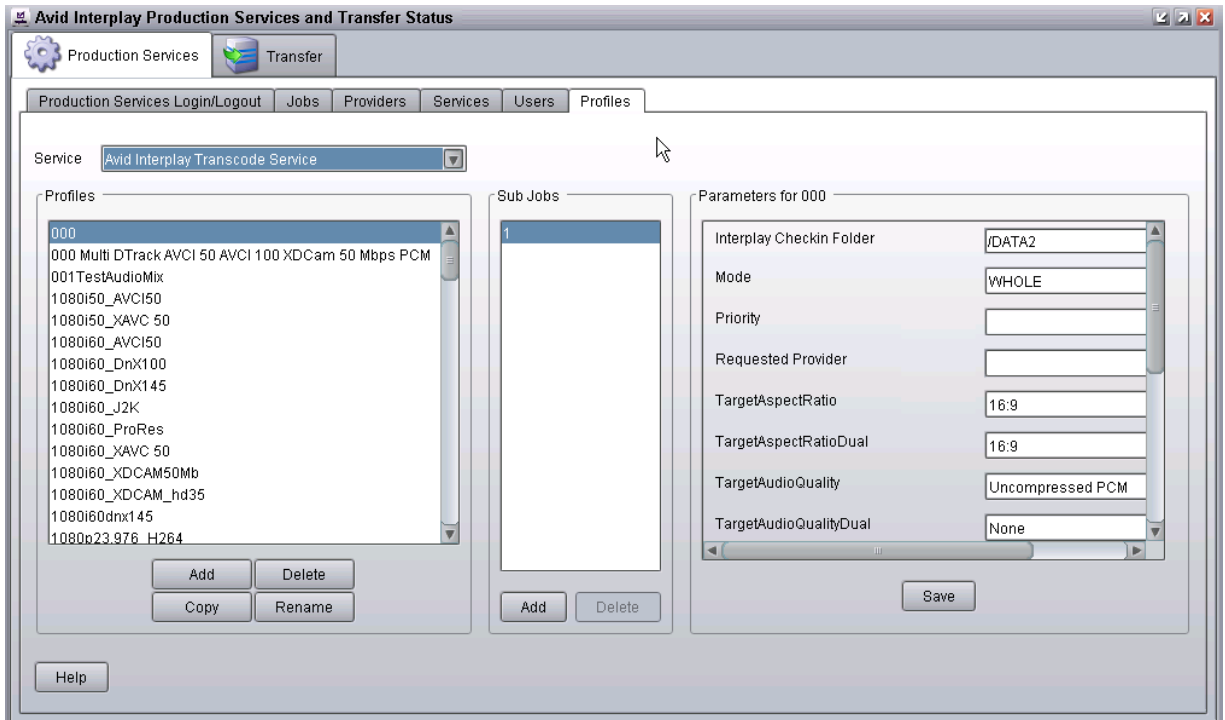 Avid Interplay Production Services and Transfer Status
Production Services
Transfer
Production Services Login/Logout
Jobs
Providers
Services
Users
Profiles
Service
Avid Interplay Transcode Service
Profiles
000
000 Multi DTrack AVCI 50 AVCI 100 XDCam 50 Mbps PCM
001TestAudioMix
1080i50_AVCI50
1080i50_XAVC 50
1080i60_AVCI50
1080i60_DnX100
1080i60_DnX145
1080i60_J2K
1080i60_ProRes
1080i60_XAVC 50
1080i60_XDCAM50Mb
1080i60_XDCAM_hd35
1080i60dnx145
1080p23.976_H264
Add
Delete
Copy
Rename
Sub Jobs
1
Add
Delete
Parameters for 000
Interplay Checkin Folder
/DATA2
Mode
WHOLE
Priority
Requested Provider
TargetAspectRatio
16:9
TargetAspectRatioDual
16:9
TargetAudioQuality
Uncompressed PCM
TargetAudioQualityDual
None
Save
Help